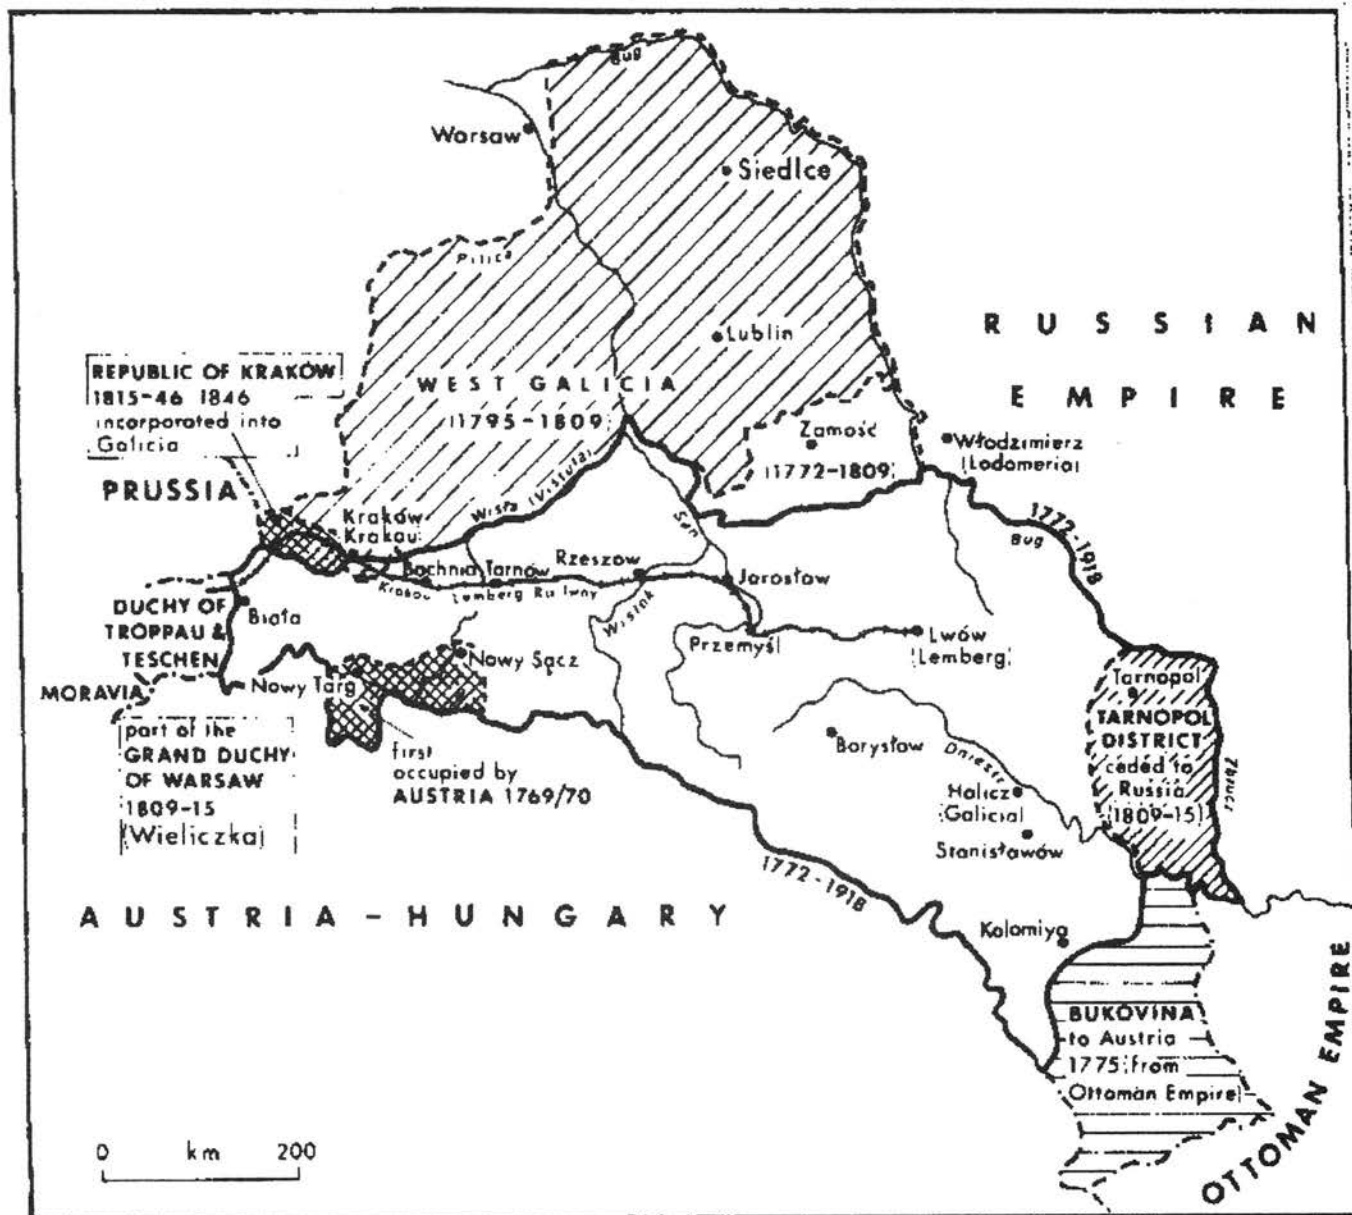 Bug
Warsaw
Siedlce
Pilica
Lublin
RUSSIAN
EMPIRE
REPUBLIC OF KRAKÓW
1815-46 1846
incorporated into
Galicia
WEST GALICIA
(1795-1809)
Zamość
(1772-1809)
Włodzimierz
(Lodomeria)
PRUSSIA
Kraków
Krakau
Wisła (Vistula)
San
1772-1918
Bug
Bochnia
Tarnów
Rzeszow
Jarosław
Krakau Lemberg Railway
DUCHY OF
TROPPAU &
TESCHEN
Biała
Wisłok
Przemyśl
Lwów
(Lemberg)
MORAVIA
Nowy Targ
Nowy Sącz
Tarnopol
TARNOPOL
DISTRICT
ceded to
Russia
(1809-15)
Zbrucz
part of the
GRAND DUCHY
OF WARSAW
1809-15
(Wieliczka)
first
occupied by
AUSTRIA 1769/70
Borysław
Dniestr
Halicz
(Galicia)
Stanisławów
1772-1918
AUSTRIA-HUNGARY
Kolomiya
BUKOVINA
to Austria
1775 from
Ottoman Empire)
OTTOMAN EMPIRE
0 km 200